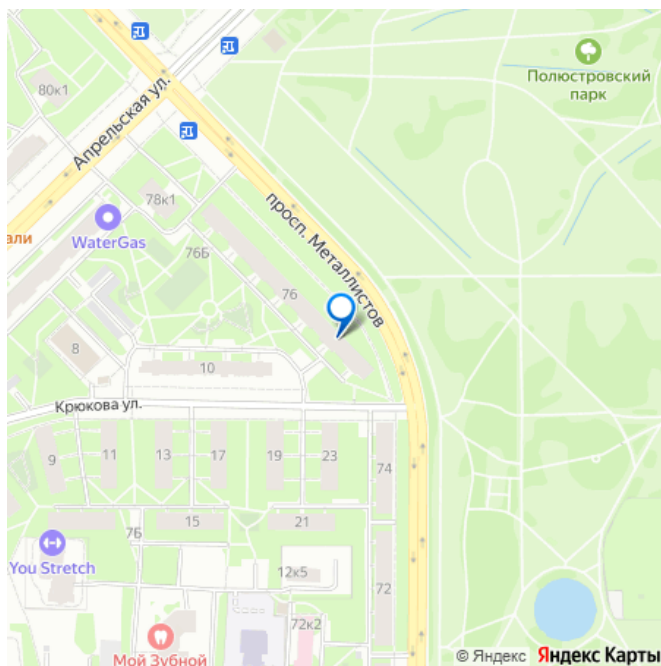 Полюстровский
парк
80к1
Апрельская ул.
78к1
WaterGas
али
76Б
просп. Металлистов
76
8
10
Крюкова ул.
9
11
13
17
19
23
74
7Б
15
21
You Stretch
12к5
72
72к2
Мой Зубной
© Яндекс Яндекс Карты